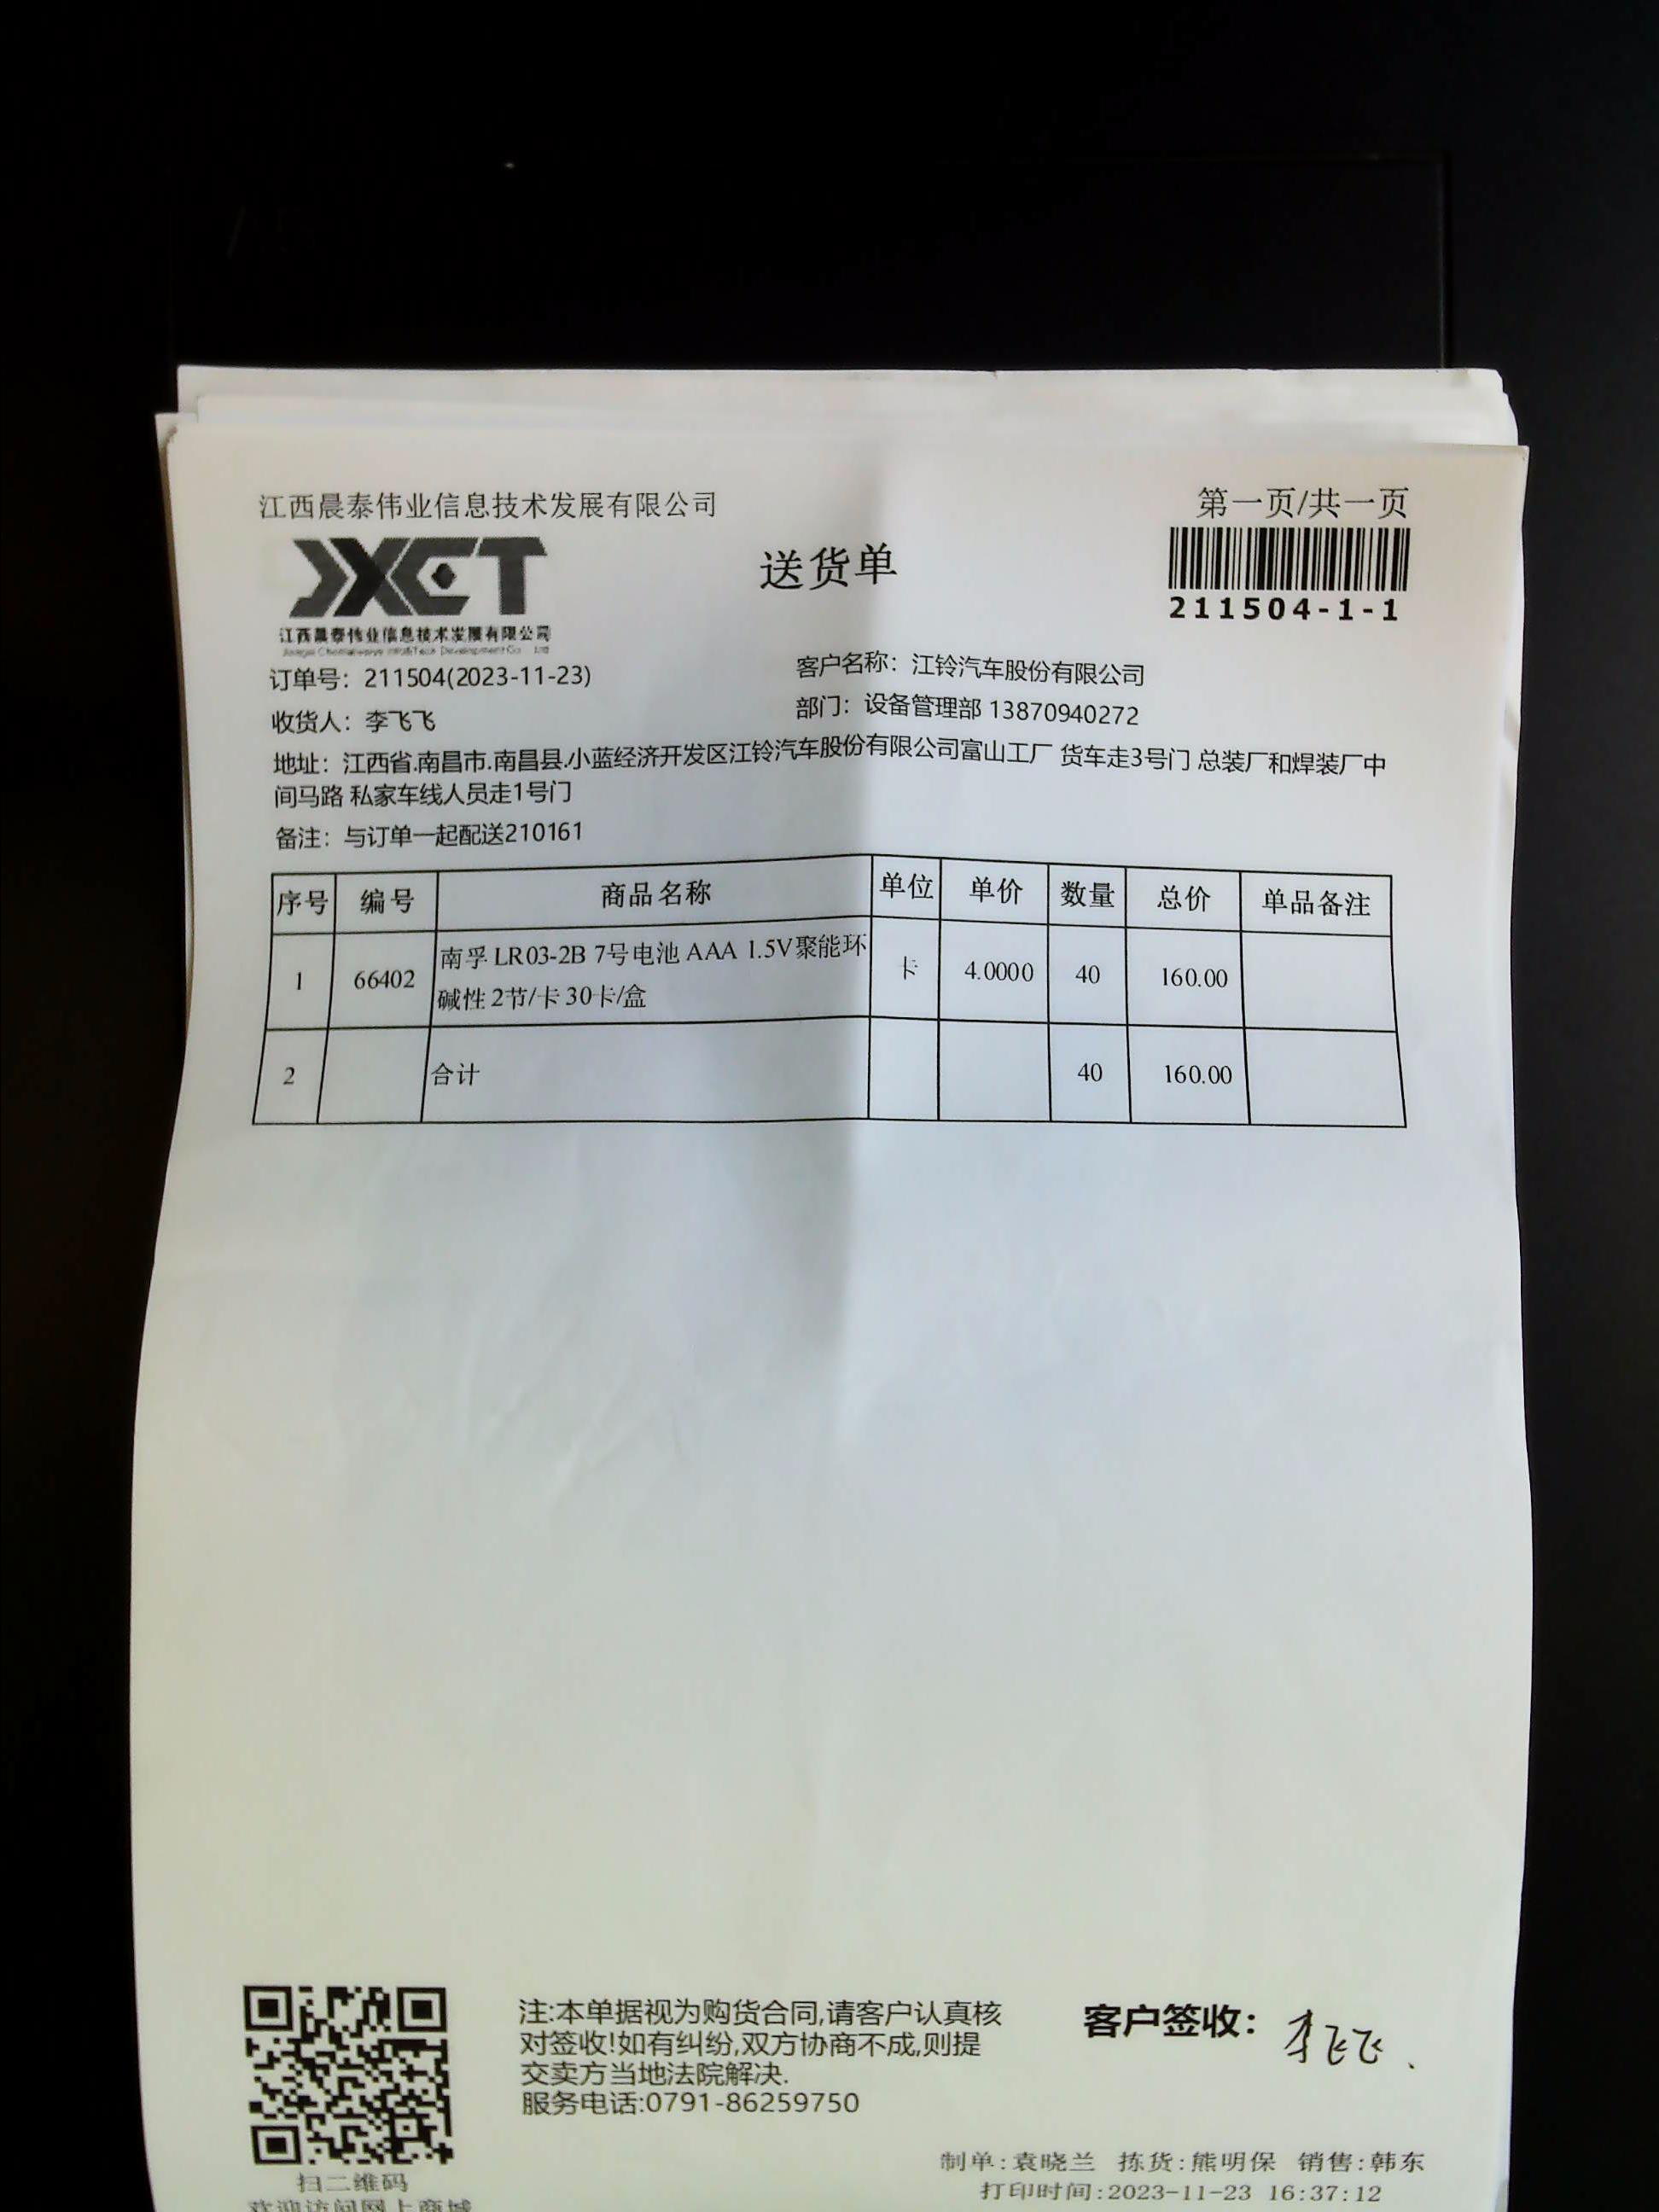 江西晨泰伟业信息技术发展有限公司
第一页/共一页
JXCT
送货单
211504-1-1
江西晨泰伟业信息技术发展有限公司
订单号：211504(2023-11-23)
客户名称：江铃汽车股份有限公司
收货人：李飞飞
部门：设备管理部 13870940272
地址：江西省.南昌市.南昌县.小蓝经济开发区江铃汽车股份有限公司富山工厂 货车走3号门 总装厂和焊装厂中
间马路 私家车线人员走1号门
备注：与订单一起配送210161
序号 编号 商品名称 单位 单价 数量 总价 单品备注
1 66402 南孚 LR03-2B 7号电池 AAA 1.5V聚能环 卡 4.0000 40 160.00
碱性 2节/卡 30卡/盒
2 合计 40 160.00
注:本单据视为购货合同,请客户认真核
对签收!如有纠纷,双方协商不成,则提
交卖方当地法院解决.
服务电话:0791-86259750
客户签收：李飞飞
扫二维码
欢迎访问网上商城
制单:袁晓兰 拣货:熊明保 销售:韩东
打印时间:2023-11-23 16:37:12